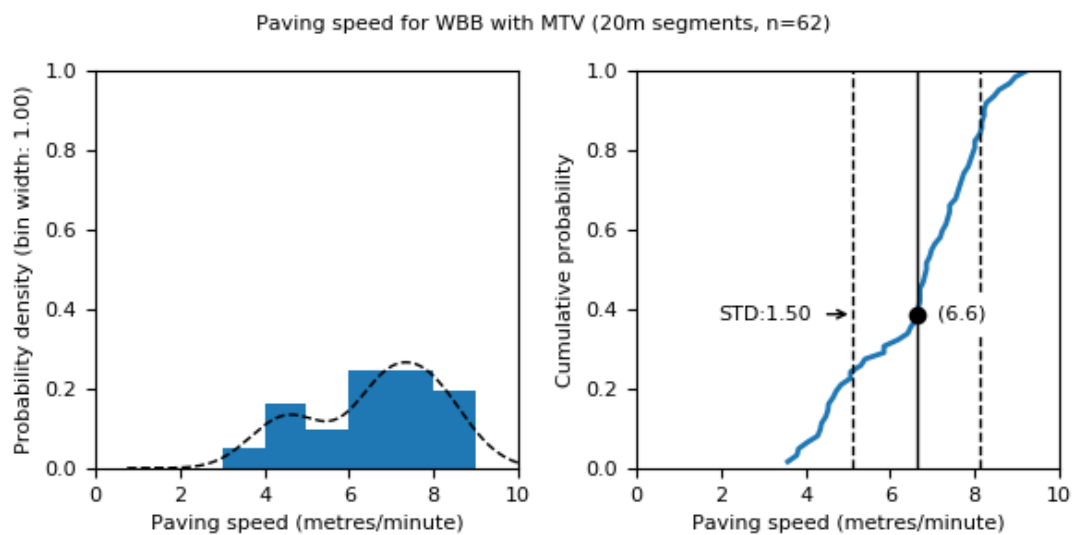 Paving speed for WBB with MTV (20m segments, n=62)
Probability density (bin width: 1.00)
1.0
0.8
0.6
0.4
0.2
0.0
0 2 4 6 8 10
Paving speed (metres/minute)
Cumulative probability
1.0
0.8
0.6
0.4
0.2
0.0
STD:1.50
(6.6)
0 2 4 6 8 10
Paving speed (metres/minute)